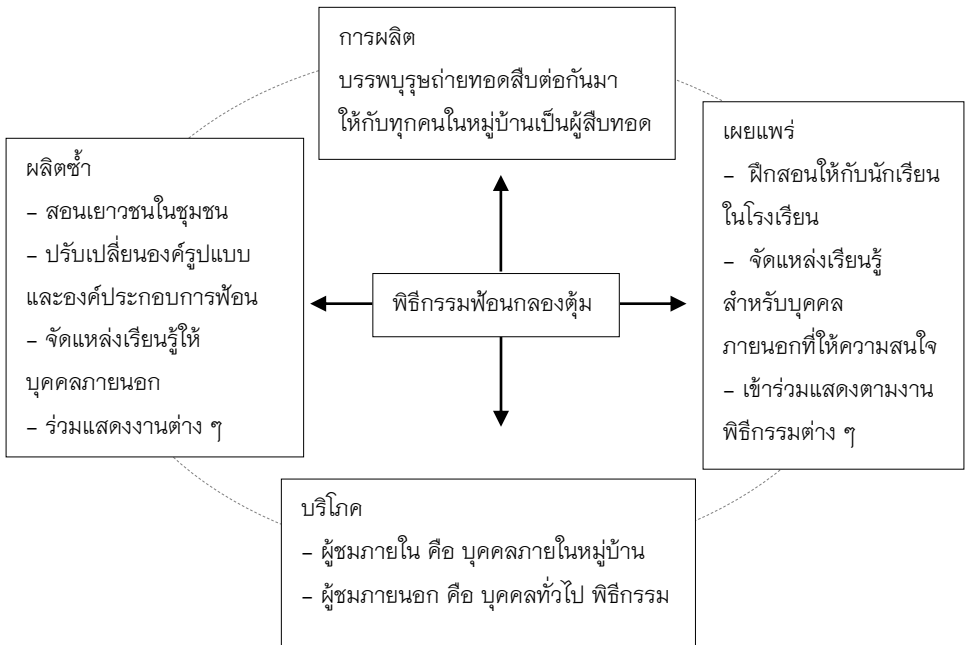 การผลิต
บรรพบุรุษถ่ายทอดสืบต่อกันมา
ให้กับทุกคนในหมู่บ้านเป็นผู้สืบทอด
ผลิตซ้ำ
– สอนเยาวชนในชุมชน
– ปรับเปลี่ยนองค์รูปแบบ
และองค์ประกอบการฟ้อน
– จัดแหล่งเรียนรู้ให้
บุคคลภายนอก
– ร่วมแสดงงานต่าง ๆ
พิธีกรรมฟ้อนกลองตุ้ม
เผยแพร่
– ฝึกสอนให้กับนักเรียน
ในโรงเรียน
– จัดแหล่งเรียนรู้
สำหรับบุคคล
ภายนอกที่ให้ความสนใจ
– เข้าร่วมแสดงตามงาน
พิธีกรรมต่าง ๆ
บริโภค
– ผู้ชมภายใน คือ บุคคลภายในหมู่บ้าน
– ผู้ชมภายนอก คือ บุคคลทั่วไป พิธีกรรม